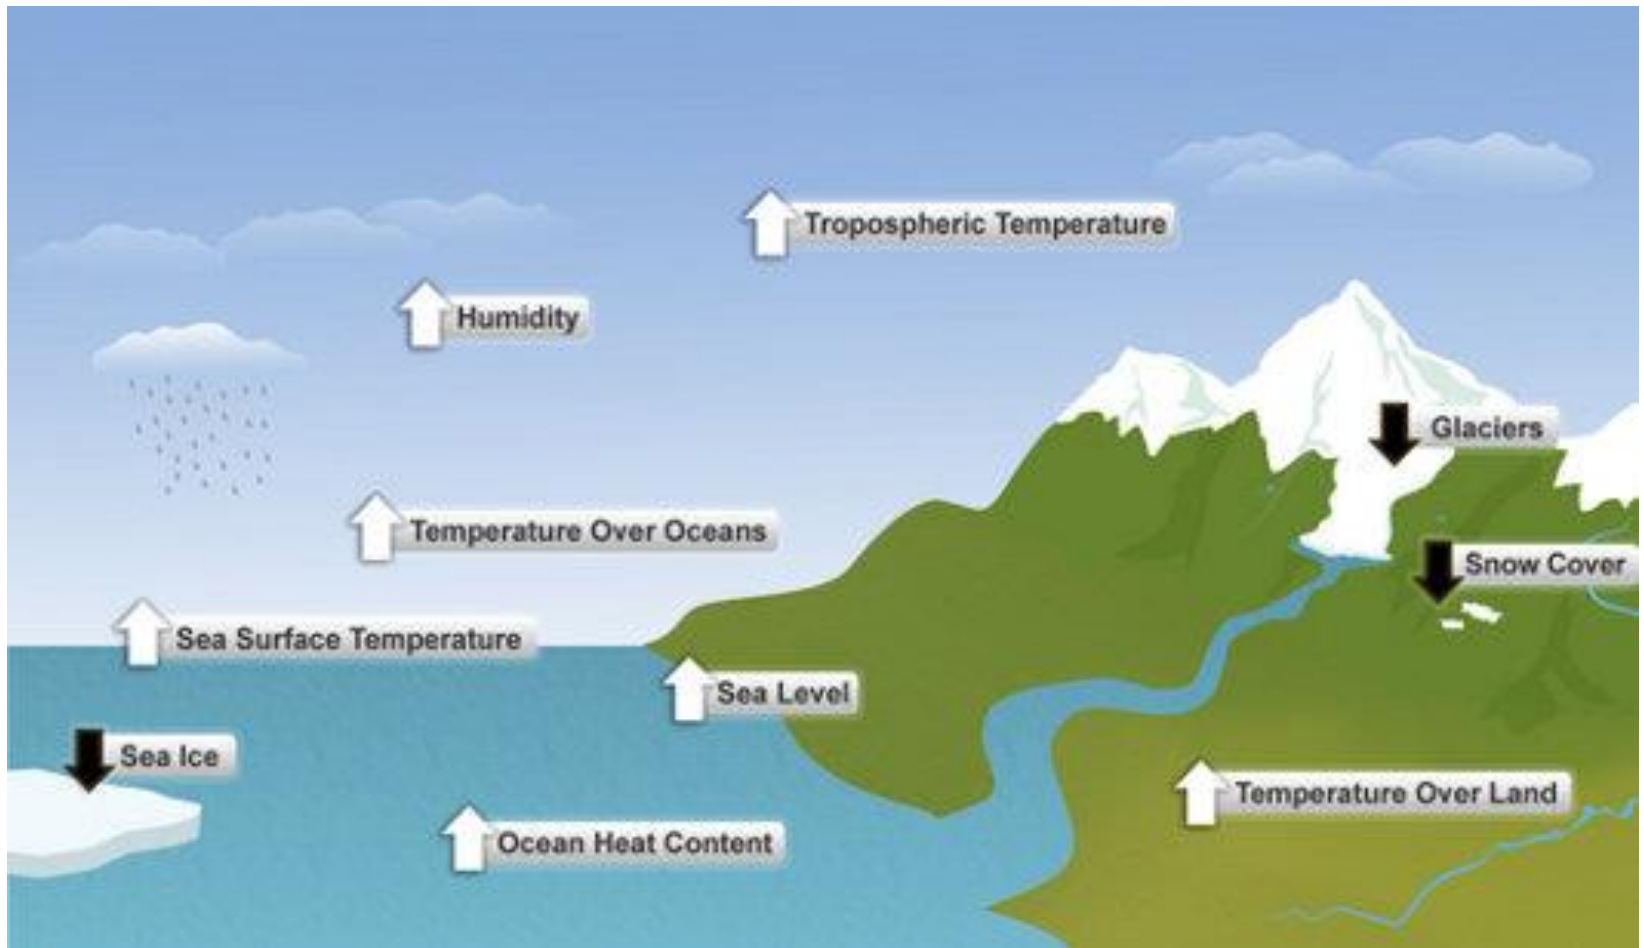 Tropospheric Temperature
Humidity
Glaciers
Temperature Over Oceans
Snow Cover
Sea Surface Temperature
Sea Level
Sea Ice
Temperature Over Land
Ocean Heat Content